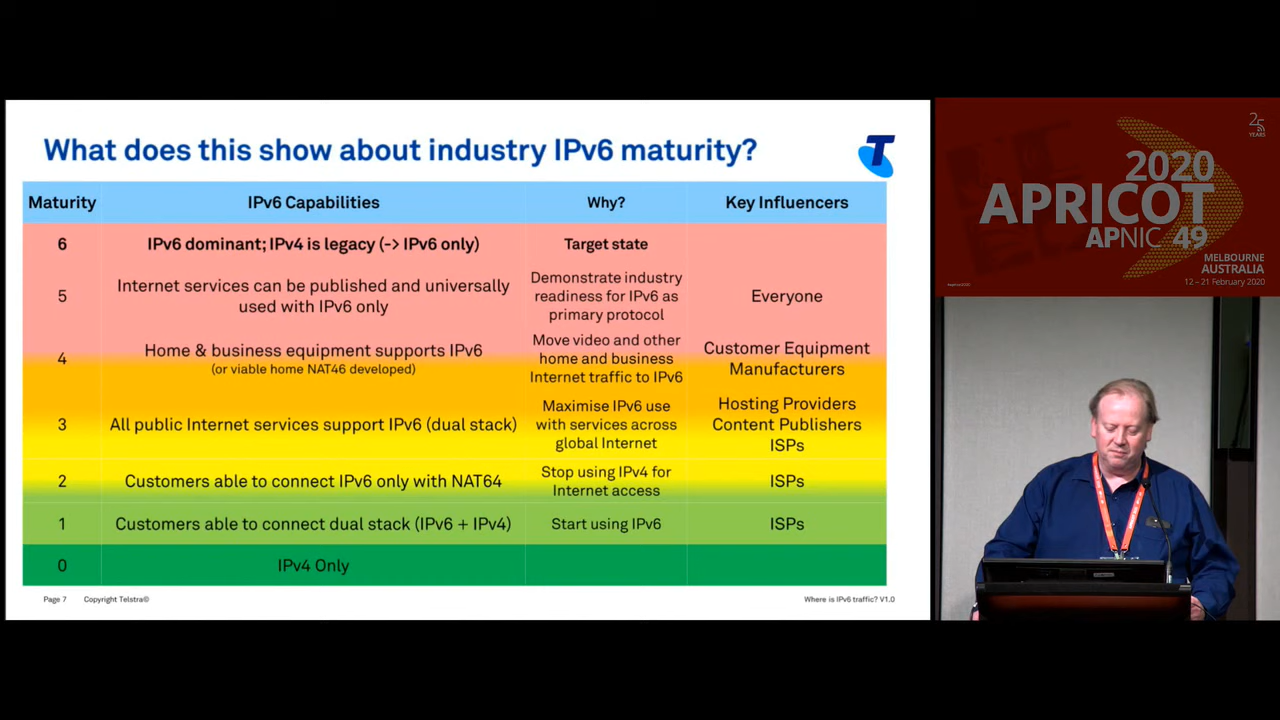 What does this show about industry IPv6 maturity?
T
Maturity
IPv6 Capabilities
Why?
Key Influencers
6
IPv6 dominant; IPv4 is legacy (-> IPv6 only)
Target state
5
Internet services can be published and universally
used with IPv6 only
Demonstrate industry
readiness for IPv6 as
primary protocol
Everyone
4
Home & business equipment supports IPv6
(or viable home NAT46 developed)
Move video and other
home and business
Internet traffic to IPv6
Customer Equipment
Manufacturers
3
All public Internet services support IPv6 (dual stack)
Maximise IPv6 use
with services across
global Internet
Hosting Providers
Content Publishers
ISPs
2
Customers able to connect IPv6 only with NAT64
Stop using IPv4 for
Internet access
ISPs
1
Customers able to connect dual stack (IPv6 + IPv4)
Start using IPv6
ISPs
0
IPv4 Only
Page 7
Copyright Telstra©
Where is IPv6 traffic? V1.0
25
YEARS
2020
APRICOT
APNIC 49
MELBOURNE
AUSTRALIA
12 – 21 February 2020